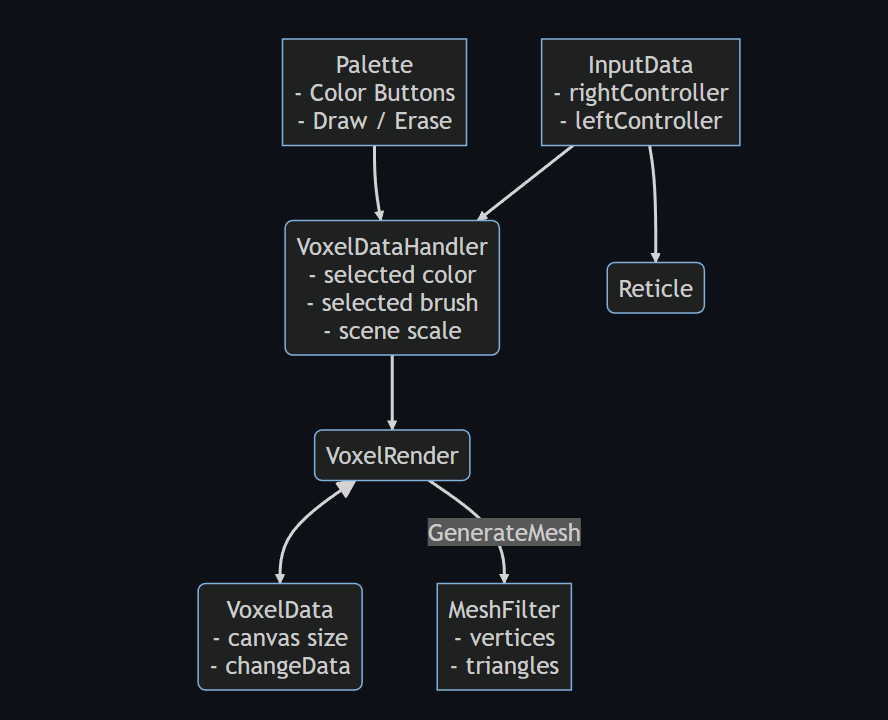 Palette
- Color Buttons
- Draw / Erase
InputData
- rightController
- leftController
VoxelDataHandler
- selected color
- selected brush
- scene scale
Reticle
VoxelRender
GenerateMesh
VoxelData
- canvas size
- changeData
MeshFilter
- vertices
- triangles